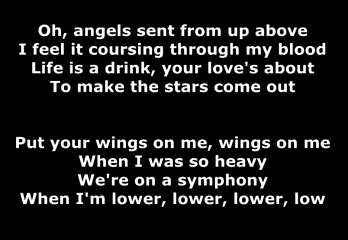 Oh, angels sent from up above
I feel it coursing through my blood
Life is a drink, your love's about
To make the stars come out
Put your wings on me, wings on me
When I was so heavy
We're on a symphony
When I'm lower, lower, lower, low